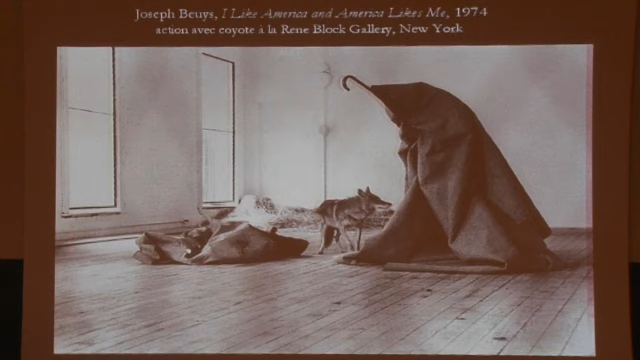 Joseph Beuys, I Like America and America Likes Me, 1974
action avec coyote à la Rene Block Gallery, New York